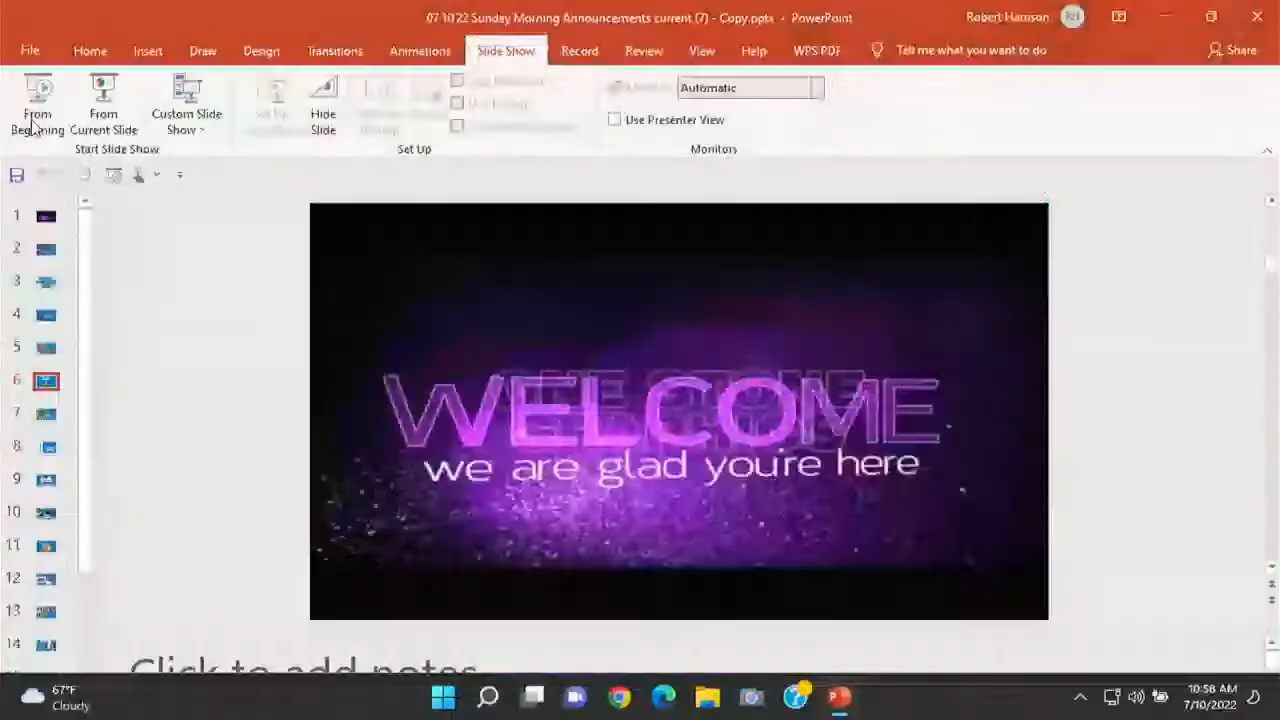 07 10 22 Sunday Morning Announcements current (7) - Copy.pptx - PowerPoint
Robert Harrison
File Home Insert Draw Design Transitions Animations Slide Show Record Review View Help WPS PDF Tell me what you want to do Share
From Beginning
From Current Slide
Custom Slide Show
Hide Slide
Automatic
Use Presenter View
Start Slide Show
Set Up
Monitors
1
2
3
4
5
6
7
8
9
10
11
12
13
14
WELCOME
we are glad you're here
Click to add notes
67°F
Cloudy
10:58 AM
7/10/2022